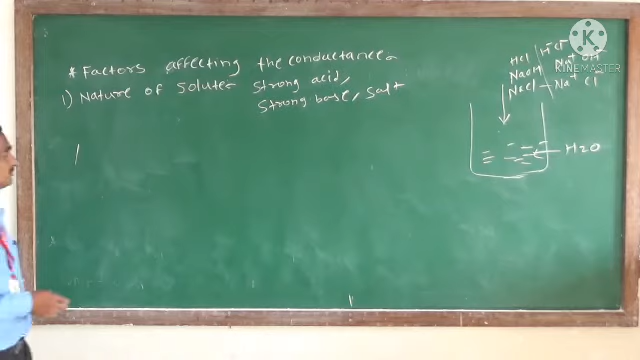 * Factors affecting the conductance-
1) Nature of Solute- Strong acid,
Strong base, Salt
HCl / H+ Cl-
NaOH Na+ OH
NaCl - Na+ Cl-
H2O
K
KINEMASTER